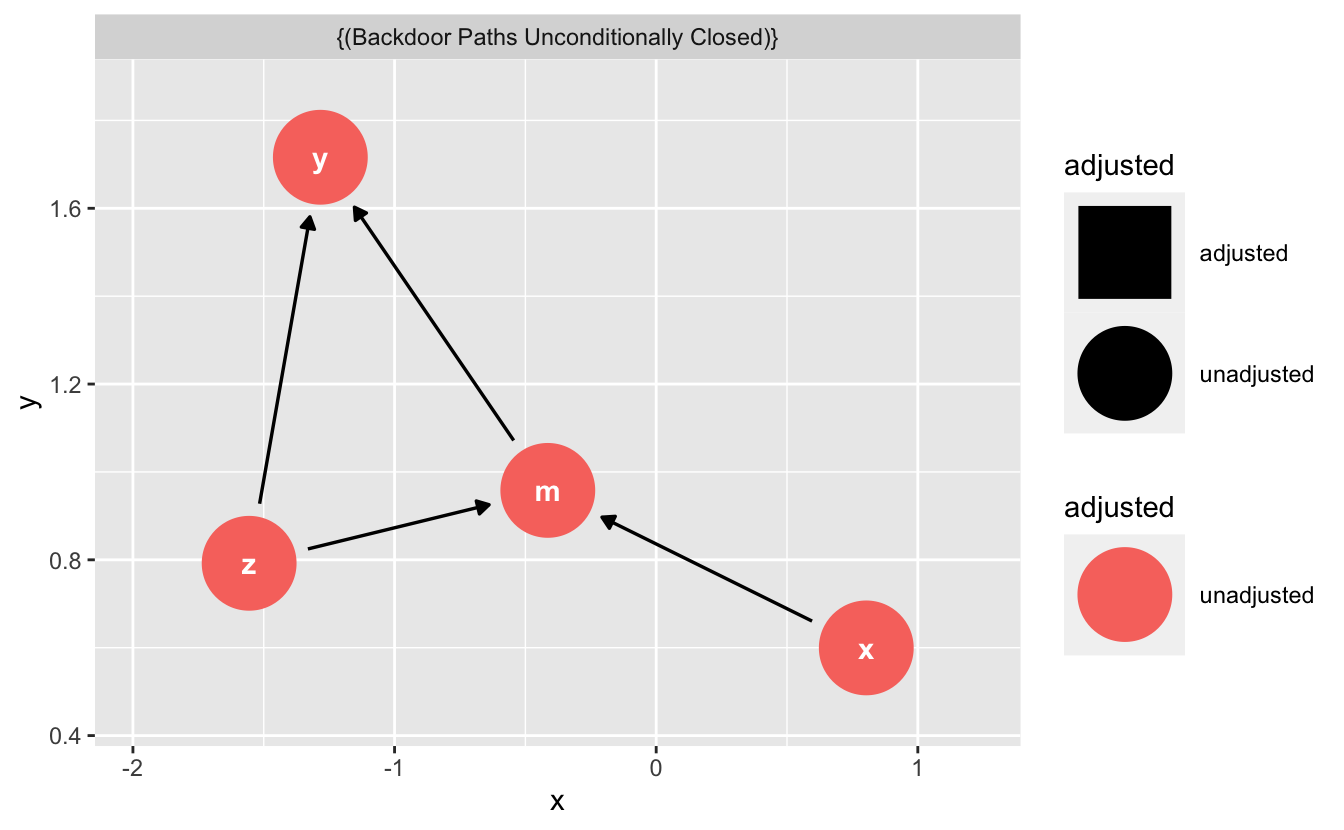 {(Backdoor Paths Unconditionally Closed)}
y
m
z
x
1.6
1.2
0.8
0.4
y
-2
-1
0
1
x
adjusted
adjusted
unadjusted
adjusted
unadjusted